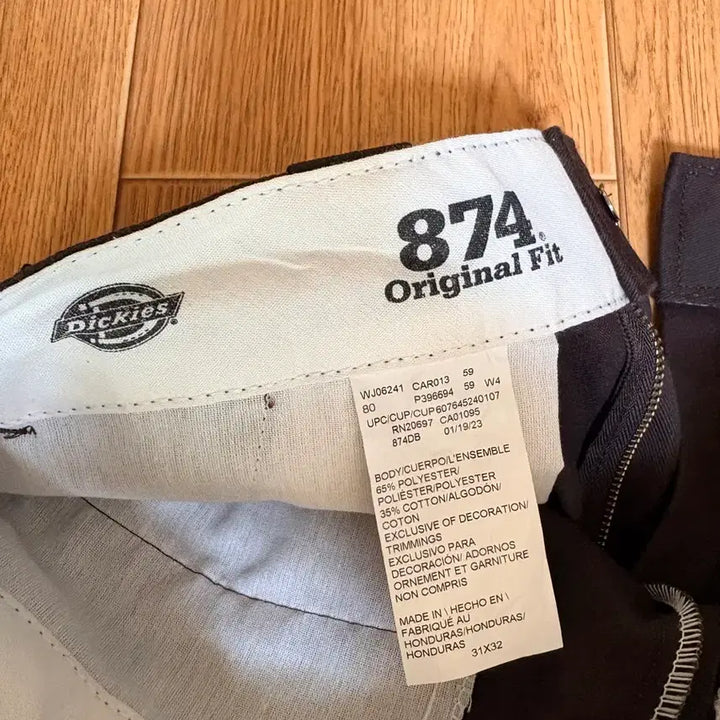 874®
Original Fit
Dickies
WJ06241 CAR013 59
80 P396694 59 W4
UPC/CUP/CUP607645240107
RN20697 CA01095
874DB 01/19/23
BODY/CUERPO/L'ENSEMBLE
65% POLYESTER/
POLIÉSTER/POLYESTER
35% COTTON/ALGODÓN/
COTON
EXCLUSIVE OF DECORATION/
TRIMMINGS
EXCLUSIVO PARA
DECORACIÓN/ ADORNOS
ORNEMENT ET GARNITURE
NON COMPRIS
MADE IN \ HECHO EN \
FABRIQUÉ AU
HONDURAS/HONDURAS/
HONDURAS
31X32